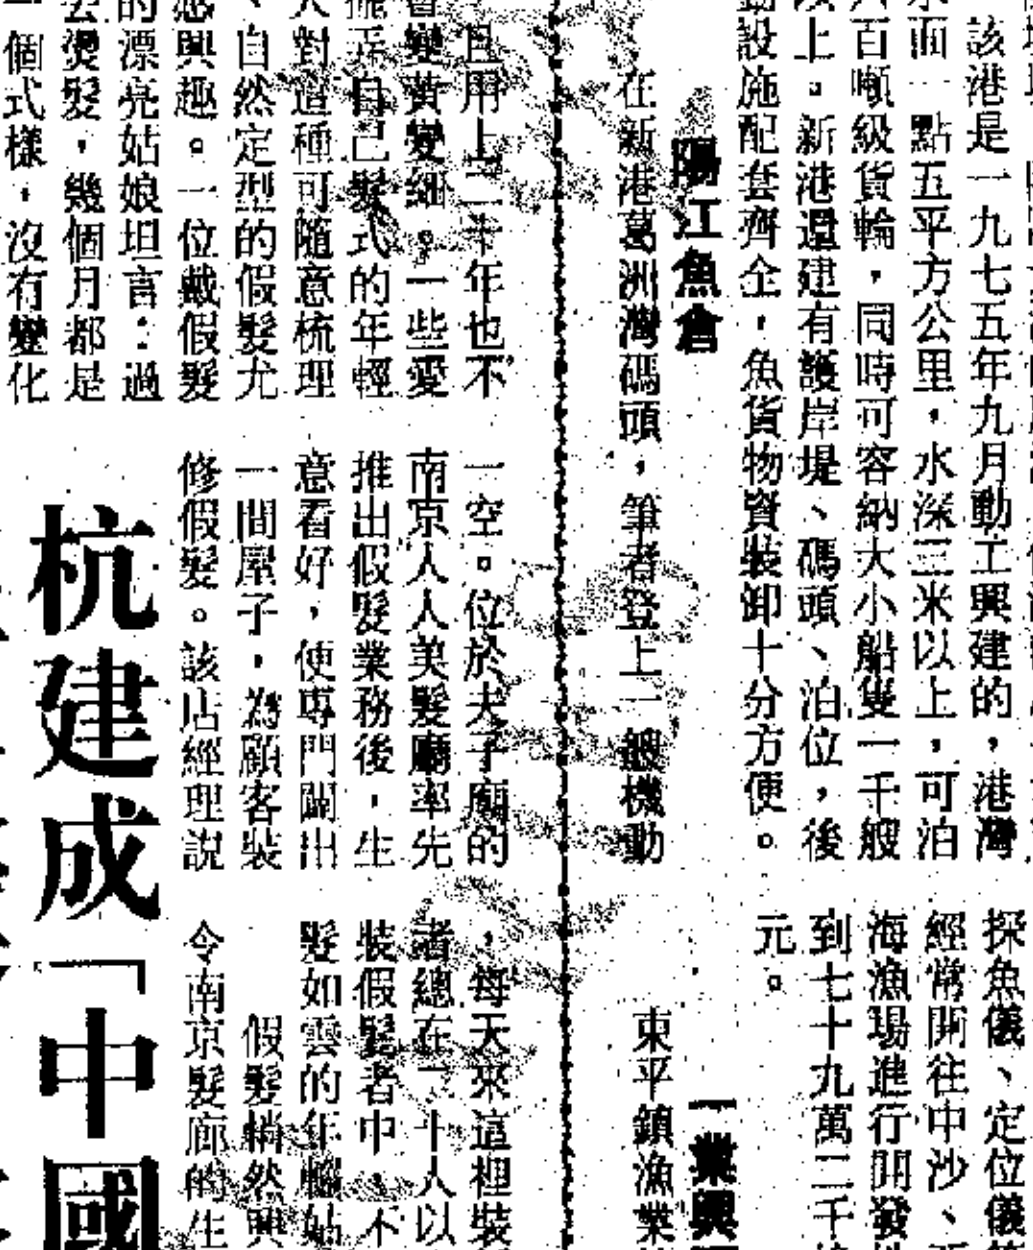 該港是一九七五年九月動工興建的，港灣
水面一點五平方公里，水深三米以上，可泊
六百噸級貨輪，同時可容納大小船隻一千艘
以上。新港還建有護岸堤、碼頭、泊位，後
勤設施配套齊全，魚貨物資裝卸十分方便。
陽江魚倉
在新港葛洲灣碼頭，筆者登上一艘機動
探魚儀、定位儀
經常開往中沙、
海漁場進行開發
到七十九萬二千
元。
一業興
東平鎮漁業
且用上二十年也不
會變黃變細。一些愛
擺弄自己髮式的年輕
人對這種可隨意梳理
、自然定型的假髮尤
感興趣。一位戴假髮
的漂亮姑娘坦言：過
去燙髮，幾個月都是
一個式樣，沒有變化
一空。位於夫子廟的
南京人人美髮廳率先
推出假髮業務後，生
意看好，便專門闢出
一間屋子，為顧客裝
修假髮。該店經理説
，每天來這裡裝
諸總在二十人以
裝假髮者中，不
髮如雲的年輕姑
假髮悄然興
令南京髮廊的生
杭建成「中國